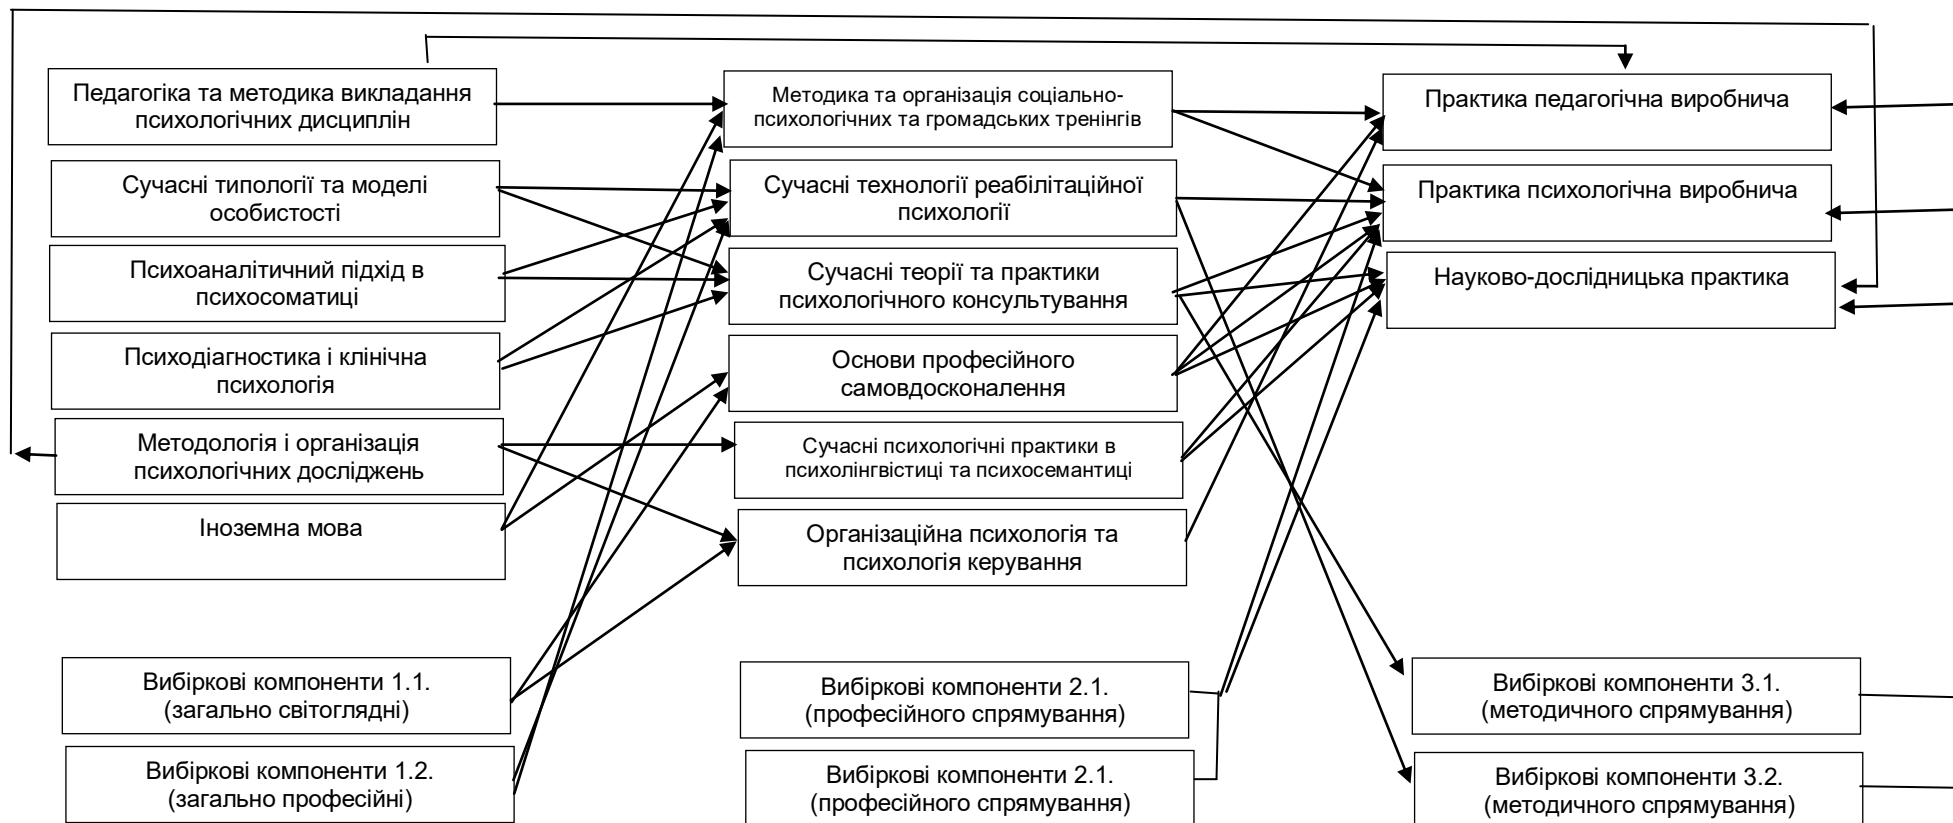 Педагогіка та методика викладання
психологічних дисциплін
Сучасні типології та моделі
особистості
Психоаналітичний підхід в
психосоматиці
Психодіагностика і клінічна
психологія
Методологія і організація
психологічних досліджень
Іноземна мова
Вибіркові компоненти 1.1.
(загально світоглядні)
Вибіркові компоненти 1.2.
(загально професійні)
Методика та організація соціально-
психологічних та громадських тренінгів
Сучасні технології реабілітаційної
психології
Сучасні теорії та практики
психологічного консультування
Основи професійного
самовдосконалення
Сучасні психологічні практики в
психолінгвістиці та психосемантиці
Організаційна психологія та
психологія керування
Вибіркові компоненти 2.1.
(професійного спрямування)
Вибіркові компоненти 2.1.
(професійного спрямування)
Практика педагогічна виробнича
Практика психологічна виробнича
Науково-дослідницька практика
Вибіркові компоненти 3.1.
(методичного спрямування)
Вибіркові компоненти 3.2.
(методичного спрямування)